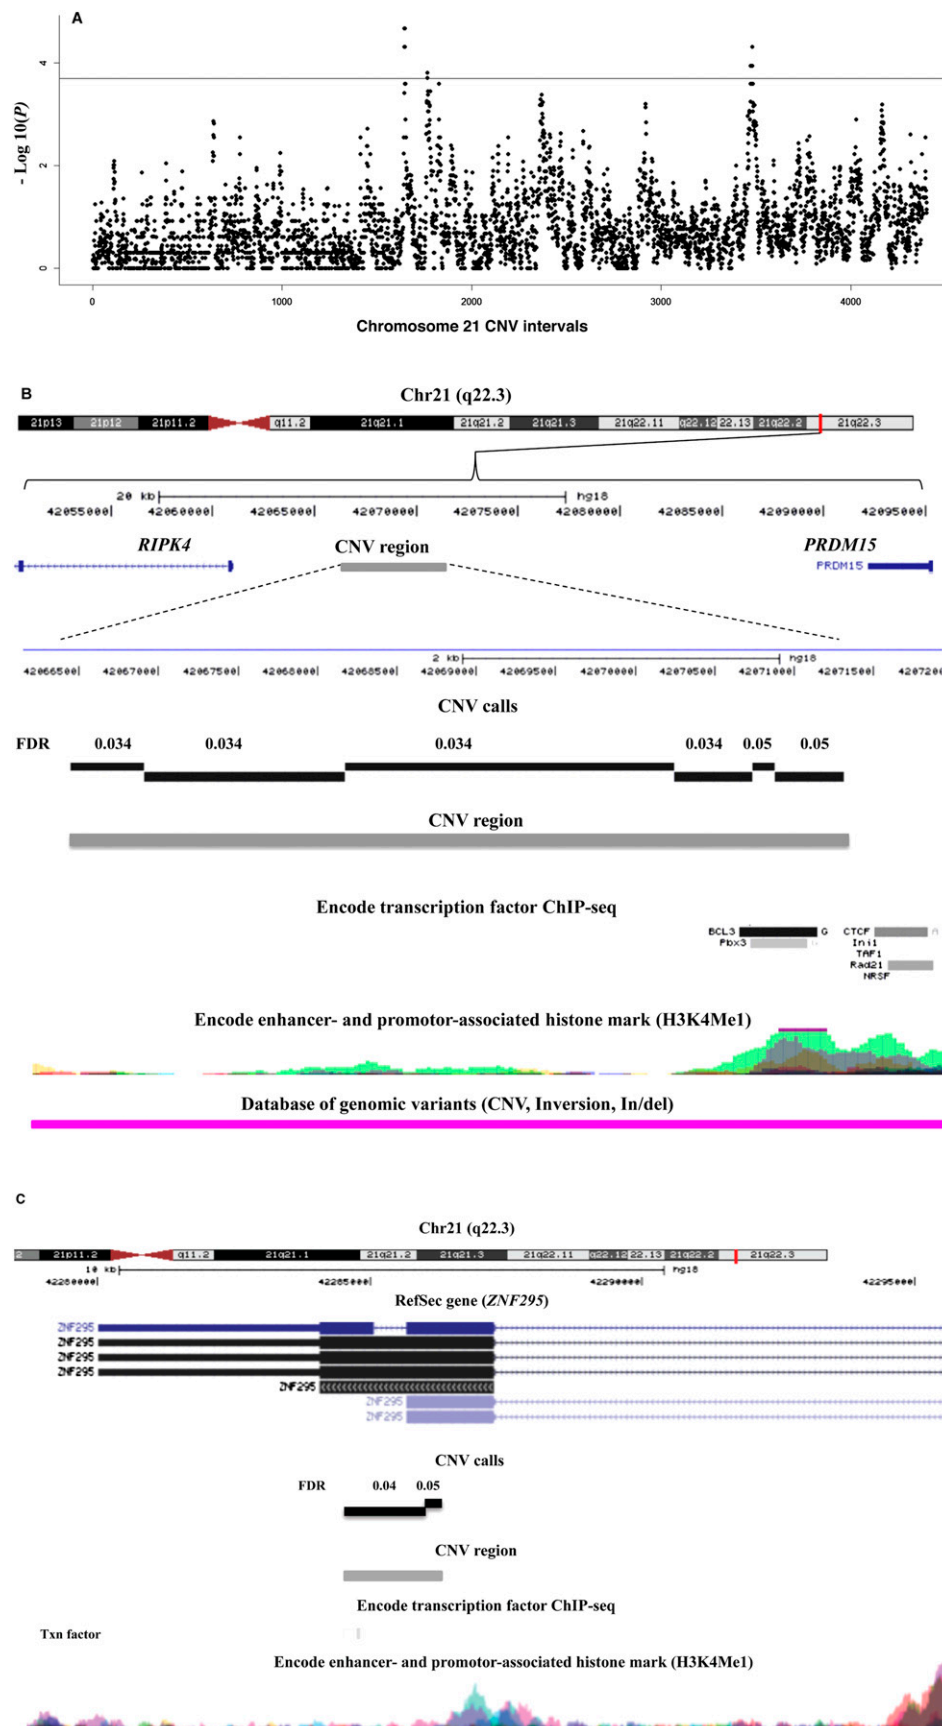 A
4
2
0
- Log 10(P)
0 1000 2000 3000 4000
Chromosome 21 CNV intervals
B
Chr21 (q22.3)
21p13 21p12 21p11.2 q11.2 21q21.1 21q21.2 21q21.3 21q22.11 q22.12 22.13 21q22.2 21q22.3
20 kb hg18
42055000| 42060000| 42065000| 42070000| 42075000| 42080000| 42085000| 42090000| 42095000|
RIPK4 CNV region PRDM15
PRDM15
2 kb hg18
42066500| 42067000| 42067500| 42068000| 42068500| 42069000| 42069500| 42070000| 42070500| 42071000| 42071500| 420720
CNV calls
FDR 0.034 0.034 0.034 0.034 0.05 0.05
CNV region
Encode transcription factor ChIP-seq
BCL3 G CTCF A
Pbx3 Ini1
TAF1
Rad21
NRSF
Encode enhancer- and promotor-associated histone mark (H3K4Me1)
Database of genomic variants (CNV, Inversion, In/del)
C
Chr21 (q22.3)
2 21p11.2 q11.2 21q21.1 21q21.2 21q21.3 21q22.11 q22.12 22.13 21q22.2 21q22.3
10 kb hg18
42280000| 42285000| 42290000| 42295000|
RefSec gene (ZNF295)
ZNF295
ZNF295
ZNF295
ZNF295
ZNF295
ZNF295
ZNF295
CNV calls
FDR 0.04 0.05
CNV region
Encode transcription factor ChIP-seq
Txn factor
Encode enhancer- and promotor-associated histone mark (H3K4Me1)